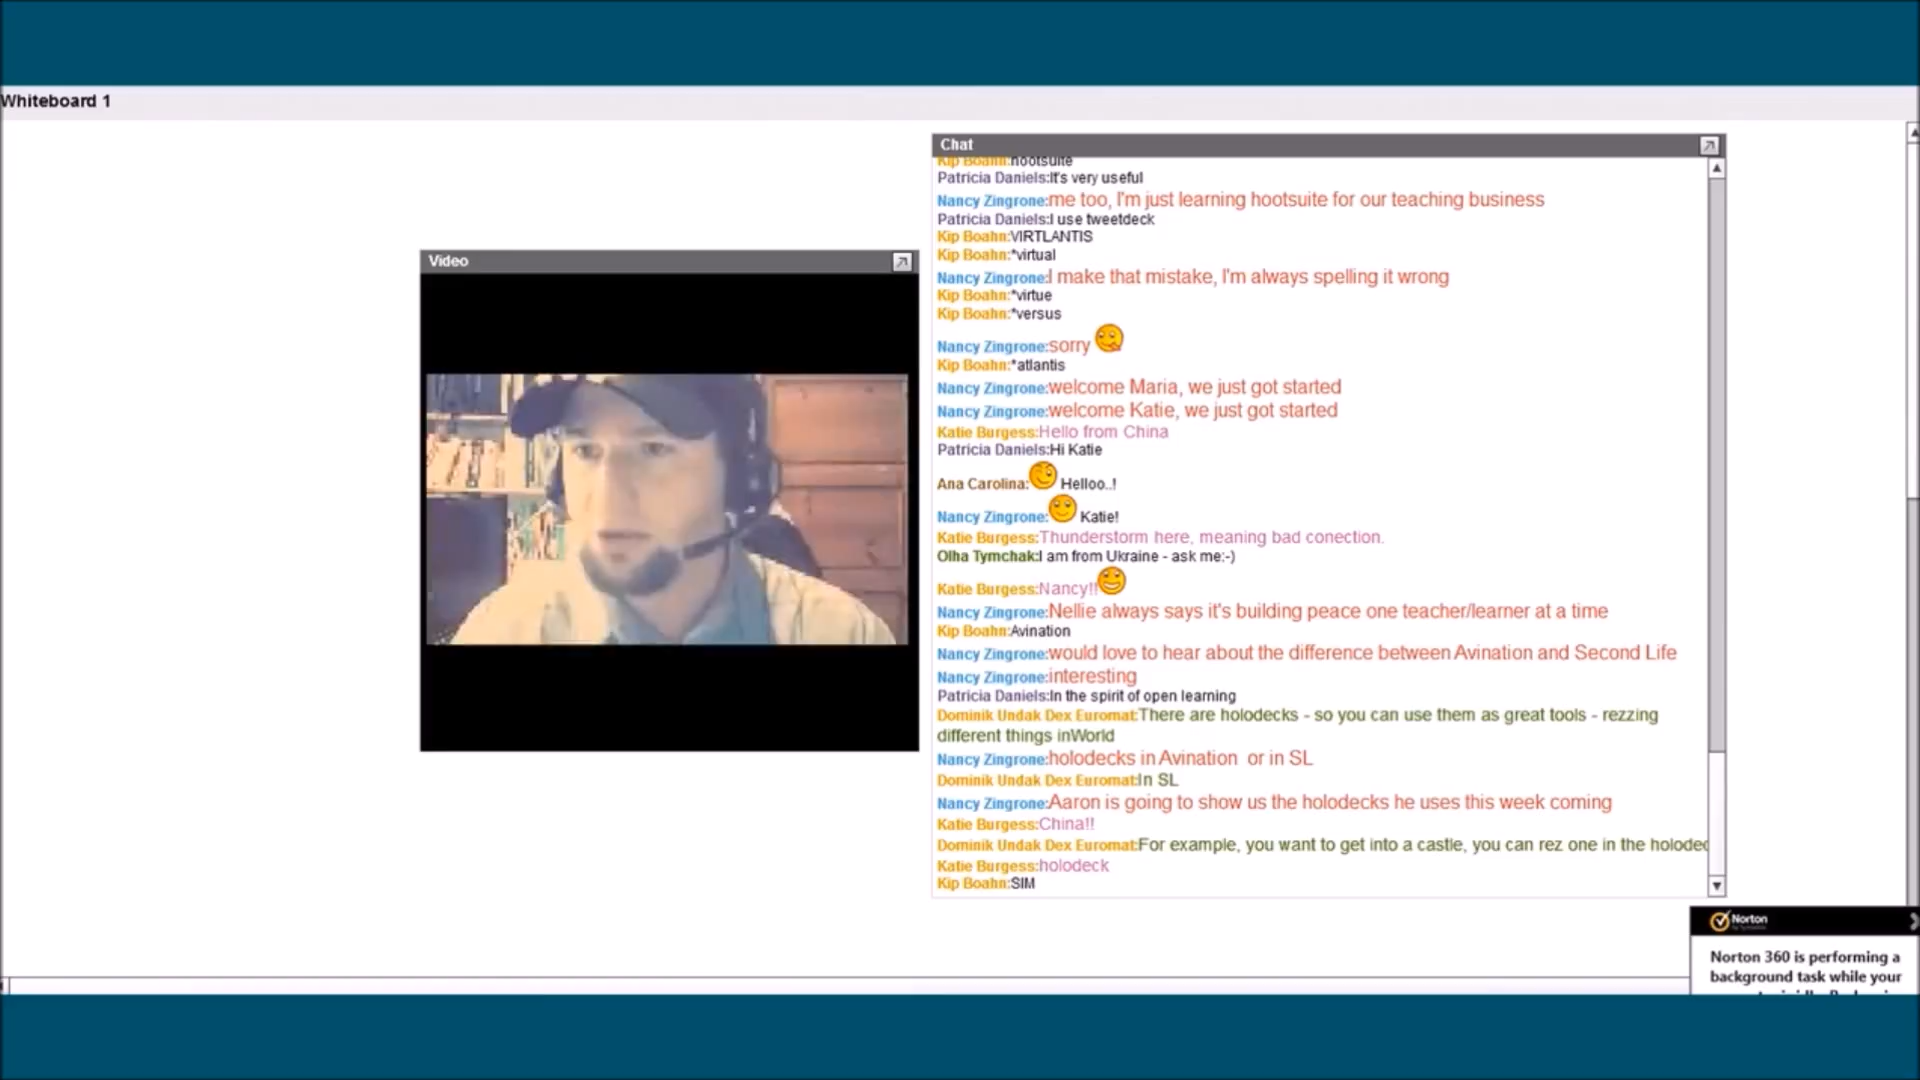 Whiteboard 1
Video
Chat
Kip Boahn:hootsuite
Patricia Daniels:It's very useful
Nancy Zingrone:me too, I'm just learning hootsuite for our teaching business
Patricia Daniels:I use tweetdeck
Kip Boahn:VIRTLANTIS
Kip Boahn:*virtual
Nancy Zingrone:I make that mistake, I'm always spelling it wrong
Kip Boahn:*virtue
Kip Boahn:*versus
Nancy Zingrone:sorry
Kip Boahn:*atlantis
Nancy Zingrone:welcome Maria, we just got started
Nancy Zingrone:welcome Katie, we just got started
Katie Burgess:Hello from China
Patricia Daniels:Hi Katie
Ana Carolina: Helloo..!
Nancy Zingrone: Katie!
Katie Burgess:Thunderstorm here, meaning bad conection.
Olha Tymchak:I am from Ukraine - ask me:-)
Katie Burgess:Nancy!!
Nancy Zingrone:Nellie always says it's building peace one teacher/learner at a time
Kip Boahn:Avination
Nancy Zingrone:would love to hear about the difference between Avination and Second Life
Nancy Zingrone:interesting
Patricia Daniels:In the spirit of open learning
Dominik Undak Dex Euromat:There are holodecks - so you can use them as great tools - rezzing
different things inWorld
Nancy Zingrone:holodecks in Avination or in SL
Dominik Undak Dex Euromat:In SL
Nancy Zingrone:Aaron is going to show us the holodecks he uses this week coming
Katie Burgess:China!!
Dominik Undak Dex Euromat:For example, you want to get into a castle, you can rez one in the holodec
Katie Burgess:holodeck
Kip Boahn:SIM
Norton
Norton 360 is performing a
background task while your